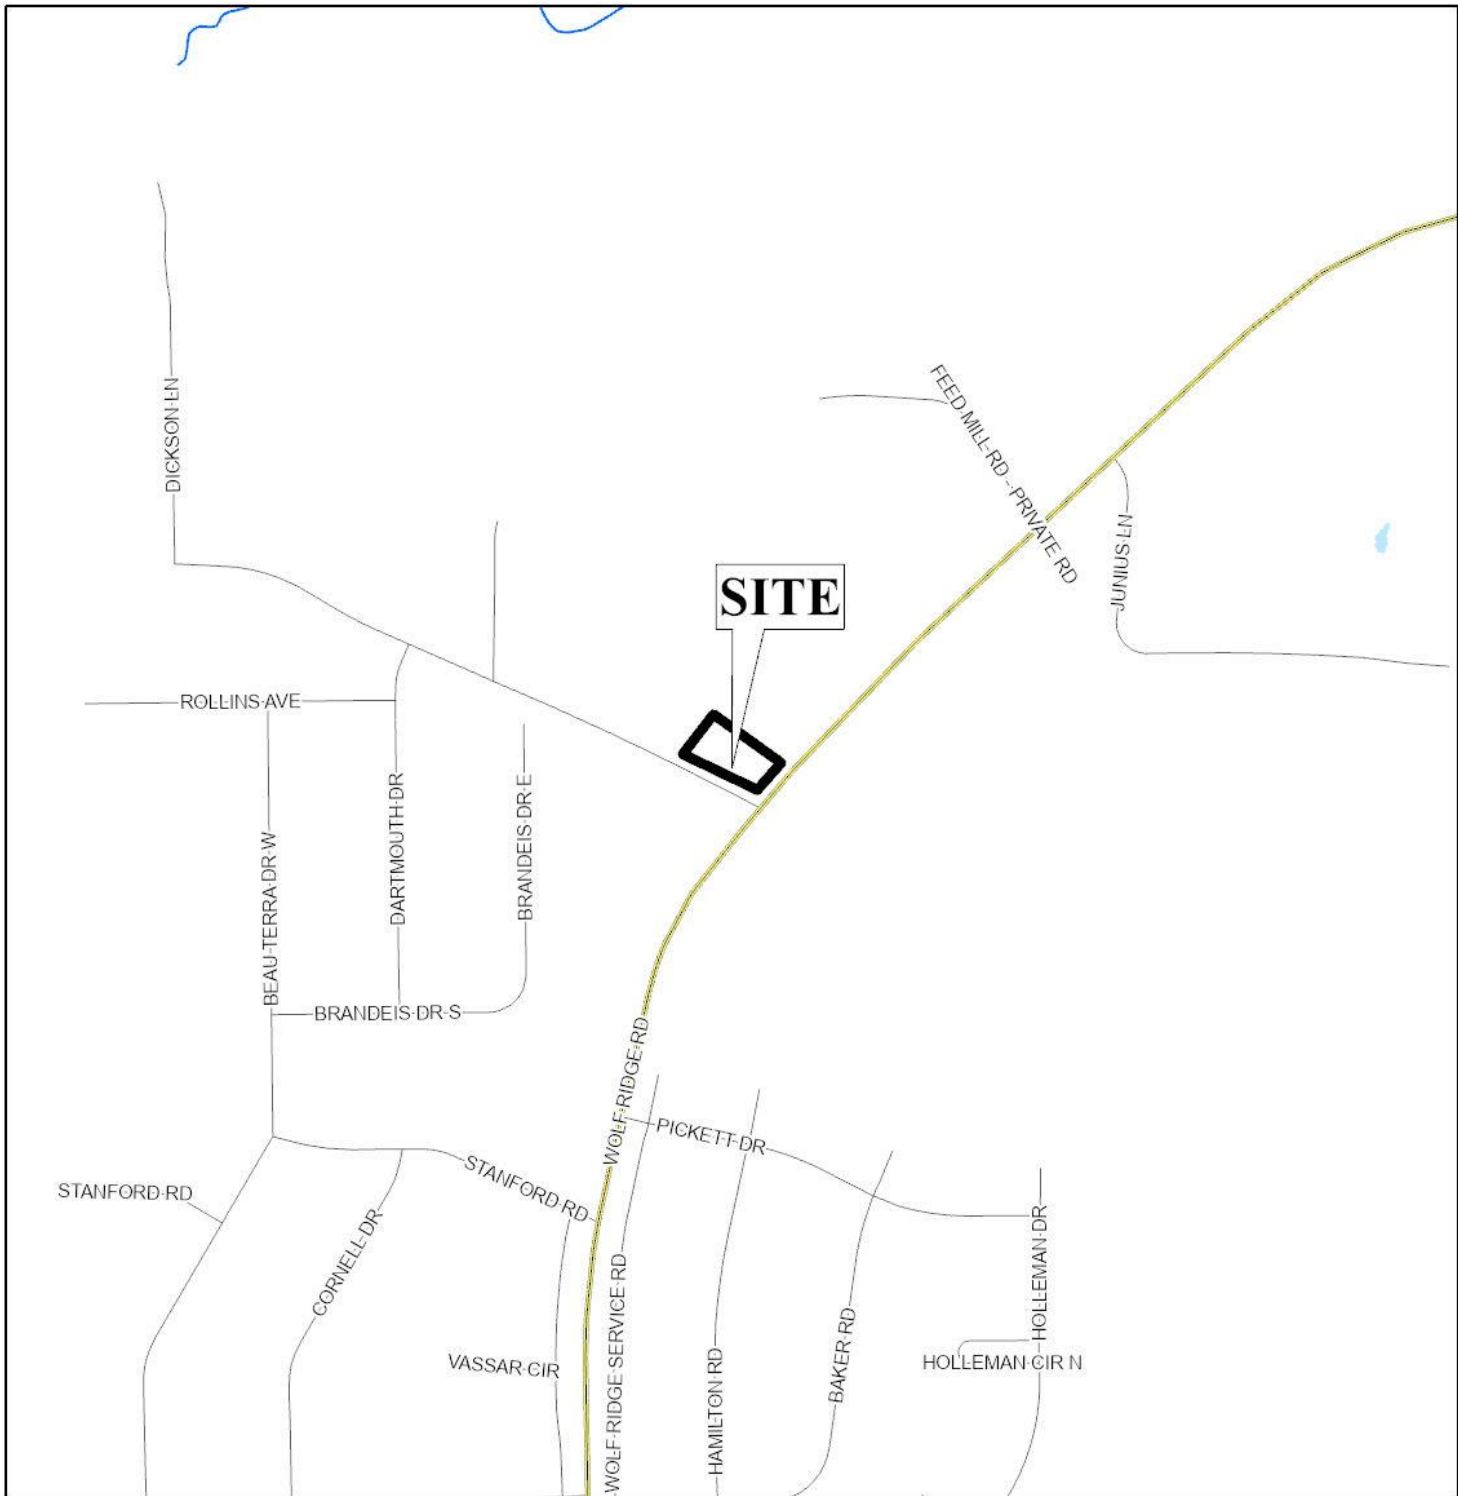 FEED MILL RD - PRIVATE RD
DICKSON LN
JUNIUS LN
SITE
ROLLINS AVE
DARTMOUTH DR
BRANDEIS DR E
BEAU TERRA DR W
BRANDEIS DR S
WOLF RIDGE RD
PICKETT DR
STANFORD RD
STANFORD RD
CORNELL DR
HOLLEMAN DR
WOLF RIDGE SERVICE RD
VASSAR CIR
HAMILTON RD
BAKER RD
HOLLEMAN CIR N